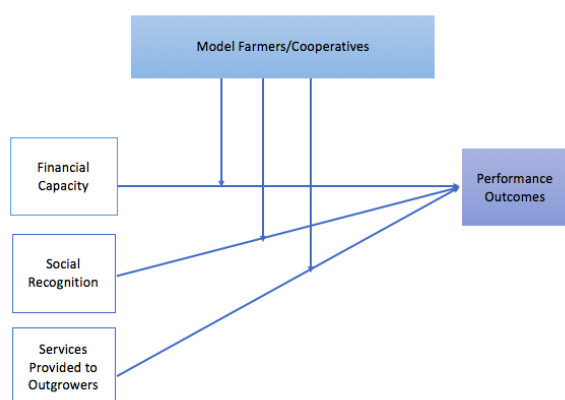 Model Farmers/Cooperatives
Financial
Capacity
Performance
Outcomes
Social
Recognition
Services
Provided to
Outgrowers